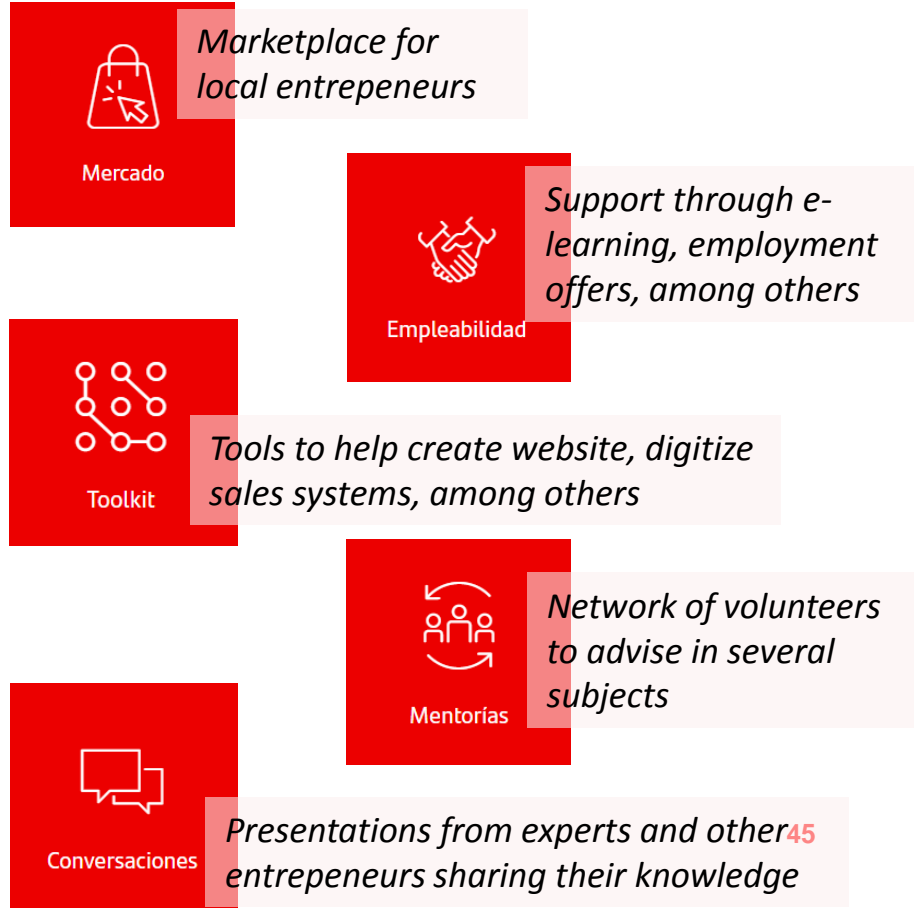 Mercado
Marketplace for
local entrepeneurs
Empleabilidad
Support through e-
learning, employment
offers, among others
Toolkit
Tools to help create website, digitize
sales systems, among others
Mentorías
Network of volunteers
to advise in several
subjects
Conversaciones
Presentations from experts and other
entrepeneurs sharing their knowledge
45